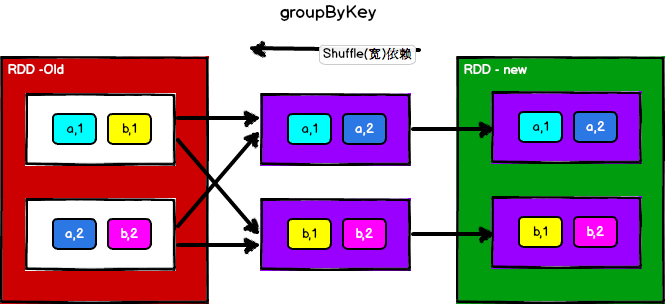 groupByKey
Shuffle(宽)依赖
RDD -Old
RDD - new
a,1
b,1
a,1
a,2
a,1
a,2
a,2
b,2
b,1
b,2
b,1
b,2